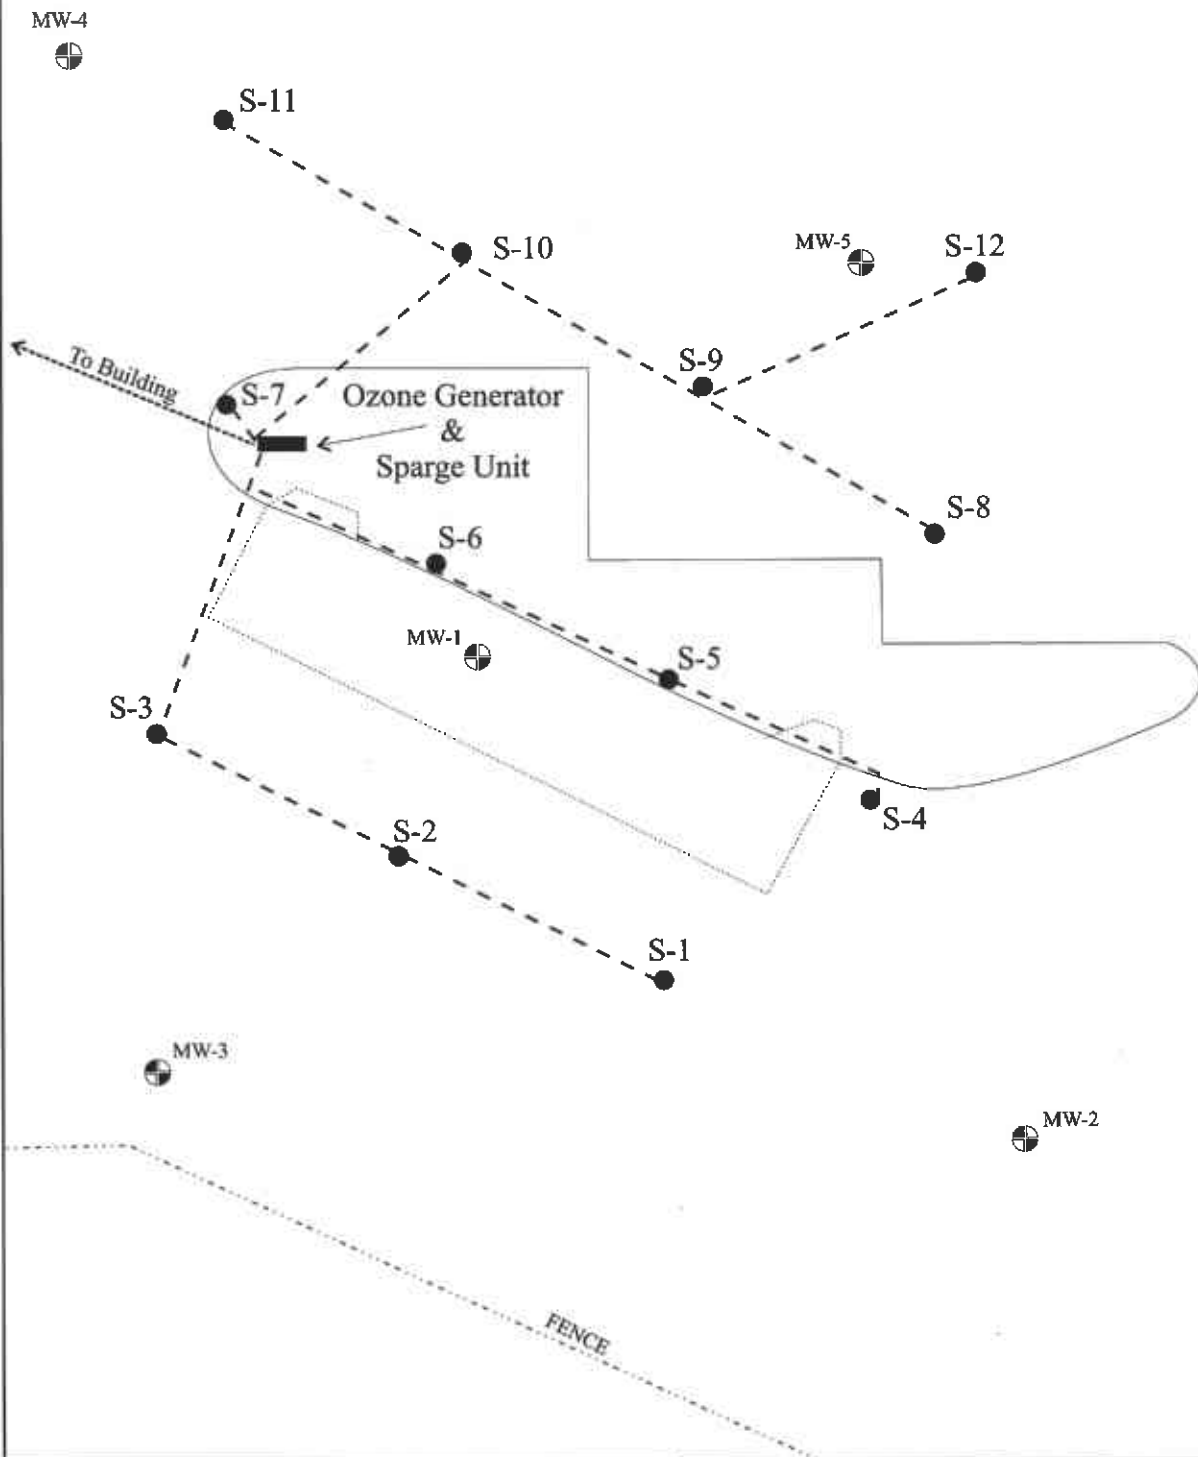 MW-4
S-11
S-10
MW-5
S-12
To Building
S-9
S-7
Ozone Generator
&
Sparge Unit
S-8
S-6
MW-1
S-5
S-3
S-4
S-2
S-1
MW-3
MW-2
FENCE